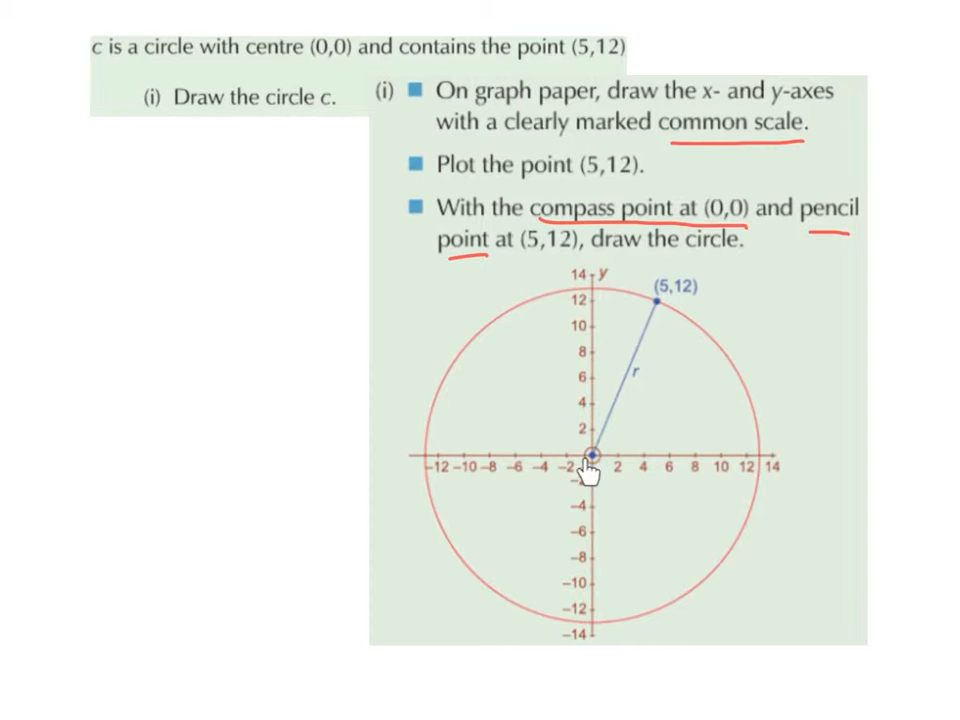 c is a circle with centre (0,0) and contains the point (5,12)
(i) Draw the circle c.
(i) ■ On graph paper, draw the x- and y-axes
with a clearly marked common scale.
■ Plot the point (5,12).
■ With the compass point at (0,0) and pencil
point at (5,12), draw the circle.
14 y
(5,12)
12
10
8
6
r
4
2
–12 –10 –8 –6 –4 –2 2 4 6 8 10 12 14
–4
–6
–8
–10
–12
–14